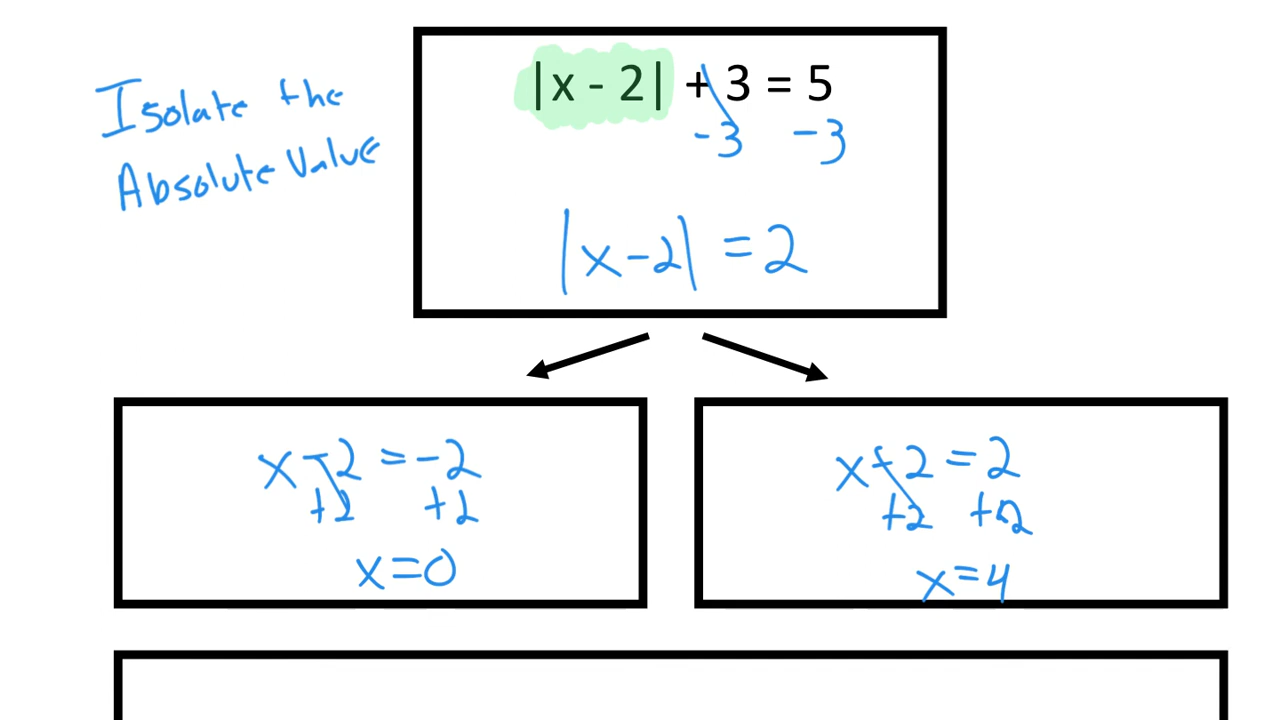 Isolate the
Absolute Value
|x - 2| + 3 = 5
-3 -3
|x-2| = 2
x-2 = -2
+2 +2
x=0
x-2 = 2
+2 +2
x=4